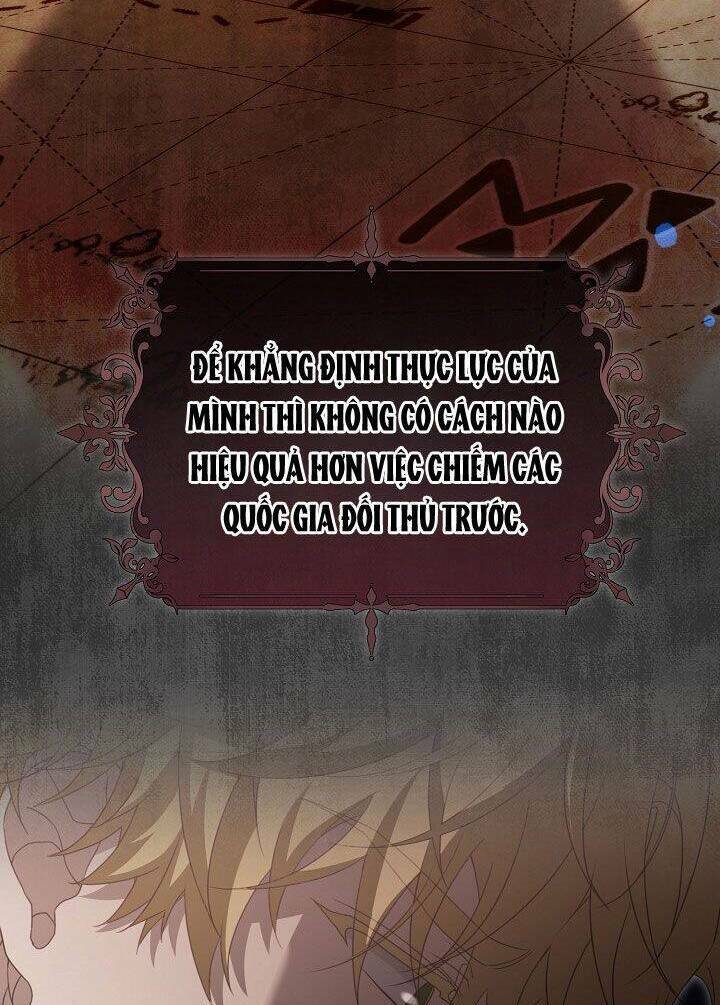 ĐỂ KHẲNG ĐỊNH THỰC LỰC CỦA
MÌNH THÌ KHÔNG CÓ CÁCH NÀO
HIỆU QUẢ HƠN VIỆC CHIẾM CÁC
QUỐC GIA ĐỐI THỦ TRƯỚC.